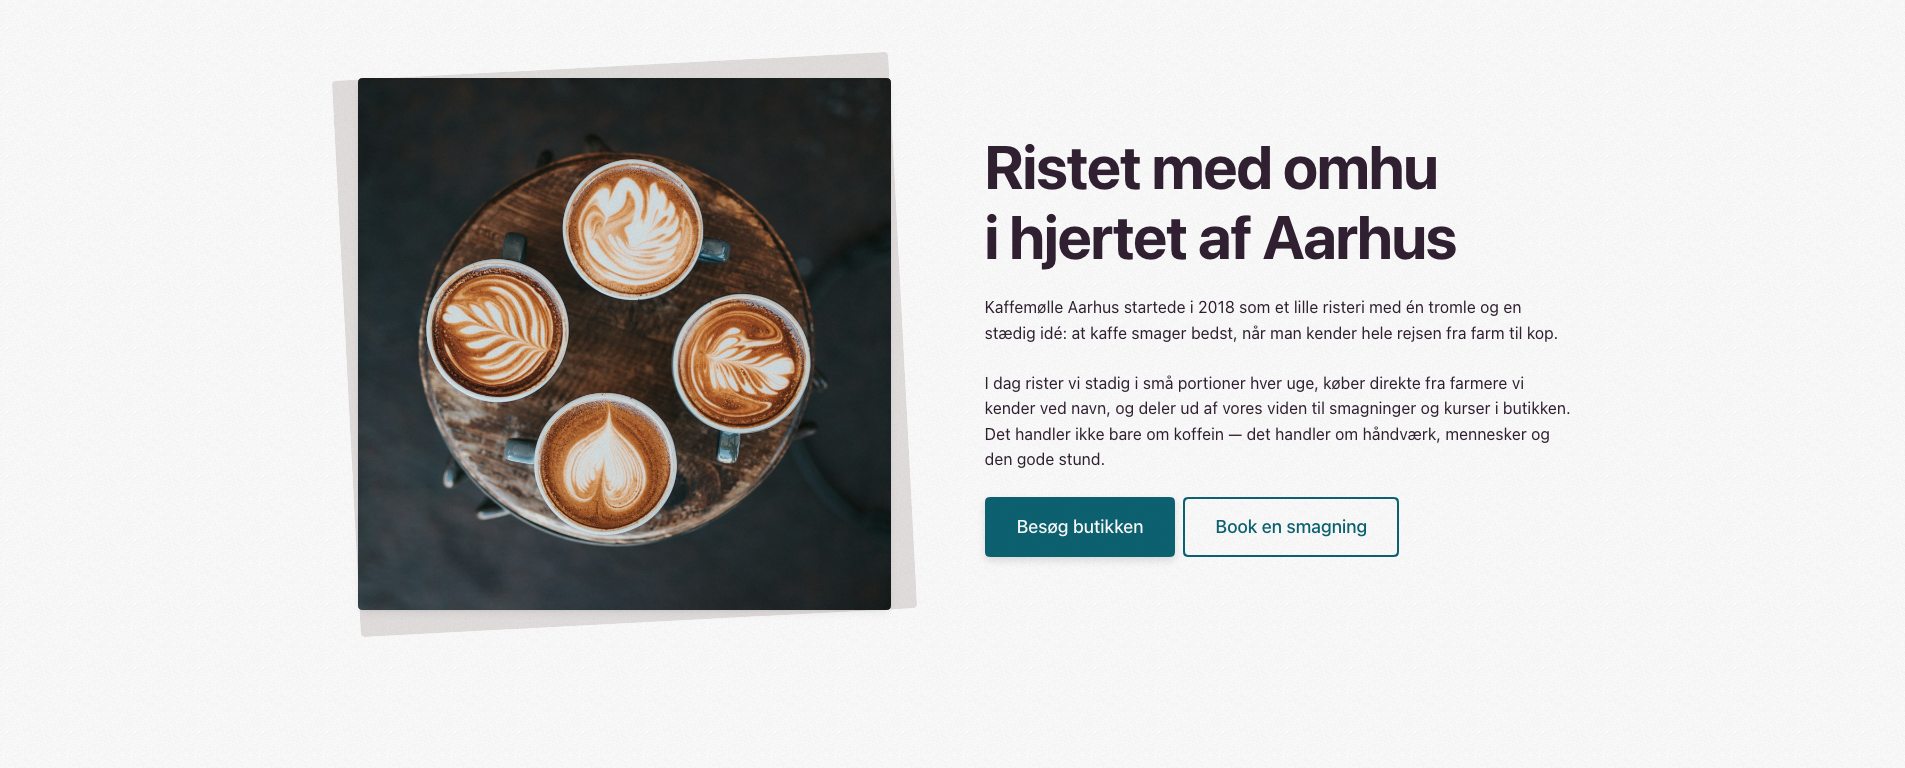 Ristet med omhu
i hjertet af Aarhus
Kaffemølle Aarhus startede i 2018 som et lille risteri med én tromle og en
stædig idé: at kaffe smager bedst, når man kender hele rejsen fra farm til kop.
I dag rister vi stadig i små portioner hver uge, køber direkte fra farmere vi
kender ved navn, og deler ud af vores viden til smagninger og kurser i butikken.
Det handler ikke bare om koffein — det handler om håndværk, mennesker og
den gode stund.
Besøg butikken
Book en smagning